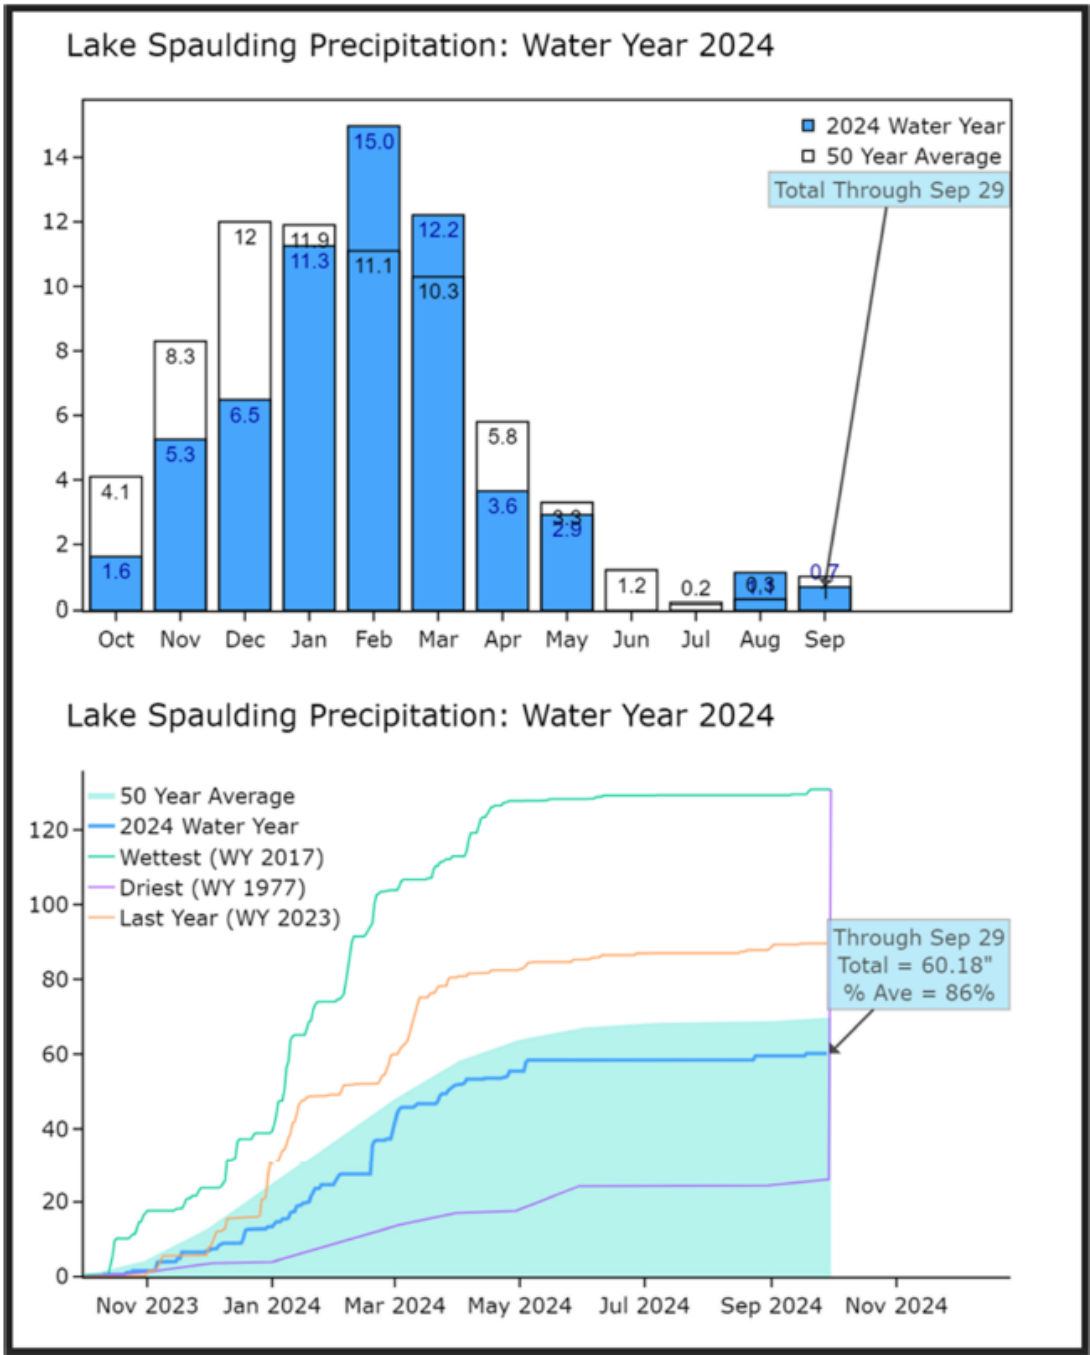 Lake Spaulding Precipitation: Water Year 2024
2024 Water Year
50 Year Average
Total Through Sep 29
14
12
10
8
6
4
2
0
4.1
1.6
8.3
5.3
12
6.5
11.9
11.3
15.0
11.1
12.2
10.3
5.8
3.6
3.3
2.9
1.2
0.2
0.3
1.1
0.7
Oct Nov Dec Jan Feb Mar Apr May Jun Jul Aug Sep
Lake Spaulding Precipitation: Water Year 2024
50 Year Average
2024 Water Year
Wettest (WY 2017)
Driest (WY 1977)
Last Year (WY 2023)
120
100
80
60
40
20
0
Through Sep 29
Total = 60.18"
% Ave = 86%
Nov 2023 Jan 2024 Mar 2024 May 2024 Jul 2024 Sep 2024 Nov 2024